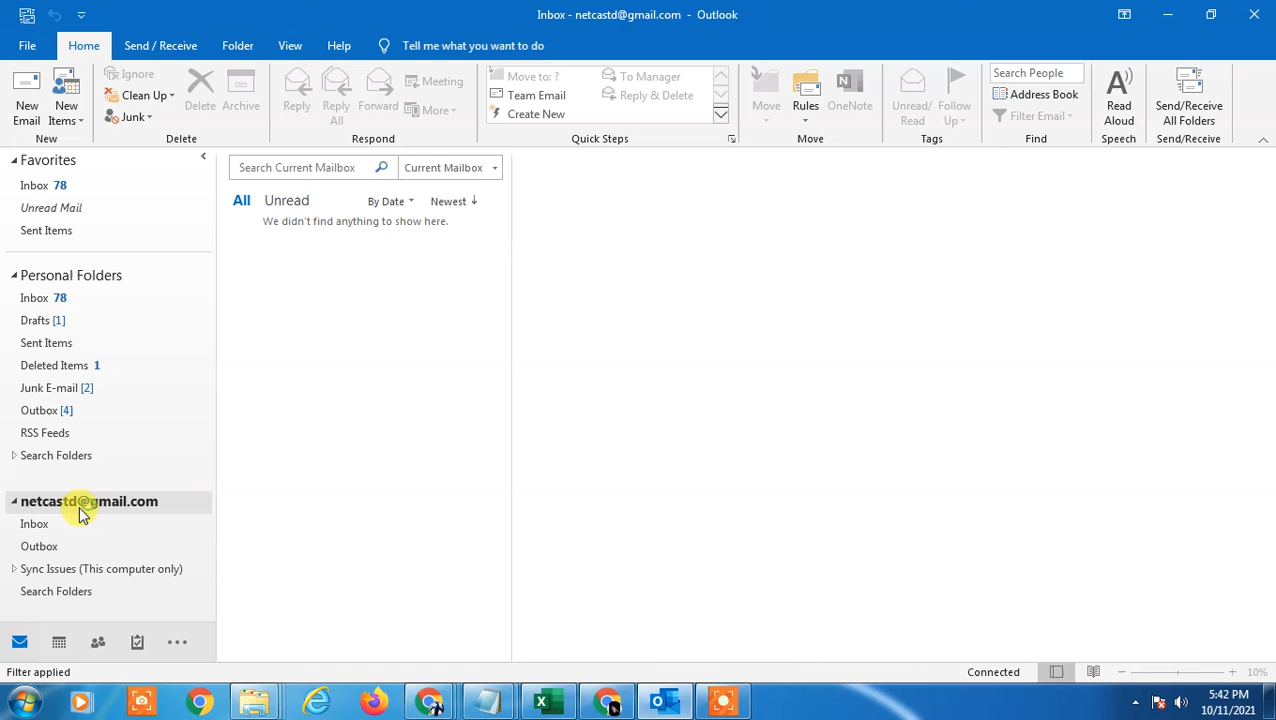 Inbox - netcastd@gmail.com - Outlook
File Home Send / Receive Folder View Help Tell me what you want to do
New Email
New Items
New
Ignore
Clean Up
Junk
Delete
Archive
Delete
Reply
Reply All
Forward
Meeting
More
Respond
Move to: ?
Team Email
Create New
To Manager
Reply & Delete
Quick Steps
Move
Rules
OneNote
Move
Unread/ Read
Follow Up
Tags
Search People
Address Book
Filter Email
Find
Read Aloud
Speech
Send/Receive All Folders
Send/Receive
Favorites
Inbox 78
Unread Mail
Sent Items
Personal Folders
Inbox 78
Drafts [1]
Sent Items
Deleted Items 1
Junk E-mail [2]
Outbox [4]
RSS Feeds
Search Folders
netcastd@gmail.com
Inbox
Outbox
Sync Issues (This computer only)
Search Folders
Search Current Mailbox Current Mailbox
All Unread By Date Newest
We didn't find anything to show here.
Filter applied
Connected
10%
5:42 PM
10/11/2021